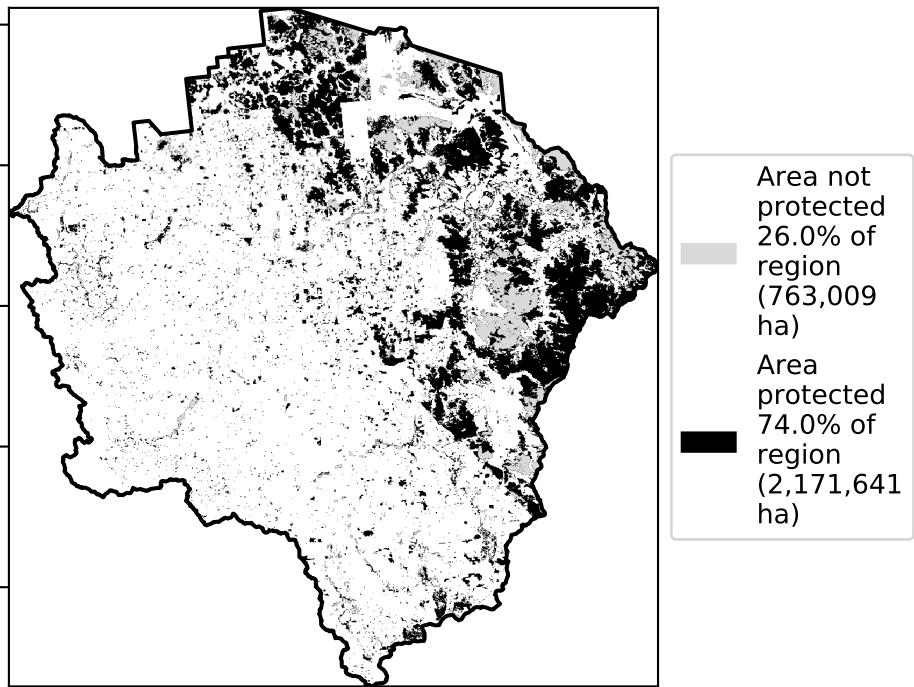 Area not
protected
26.0% of
region
(763,009
ha)
Area
protected
74.0% of
region
(2,171,641
ha)